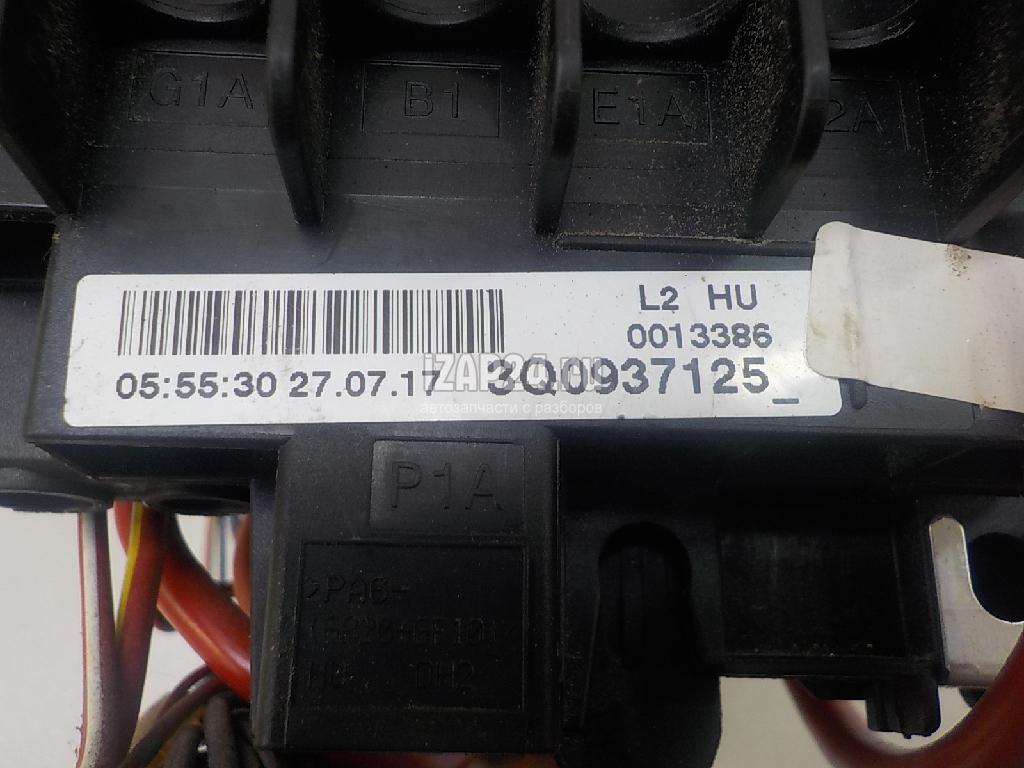 G1A B1 E1A 2A
L2 HU
0013386
05:55:30 27.07.17 3Q0937125_
iZAP24.ru
автозапчасти с разборов
P1A
>PA6-